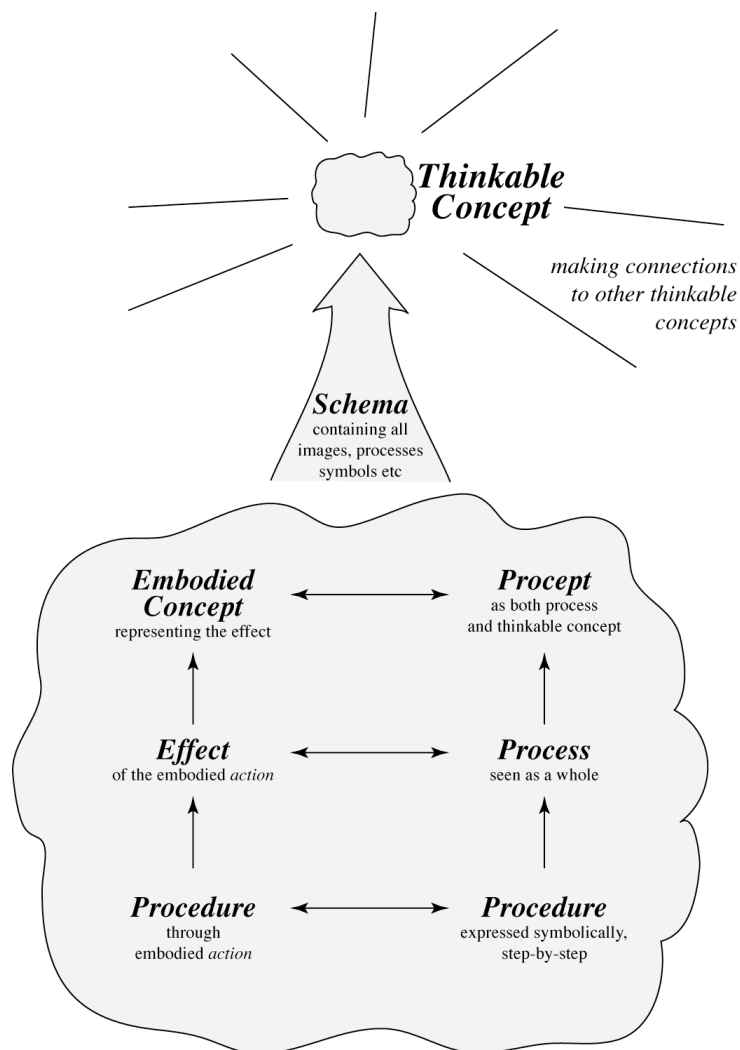 Thinkable
Concept
making connections
to other thinkable
concepts
Schema
containing all
images, processes
symbols etc
Embodied
Concept
representing the effect
Procept
as both process
and thinkable concept
Effect
of the embodied action
Process
seen as a whole
Procedure
through
embodied action
Procedure
expressed symbolically,
step-by-step